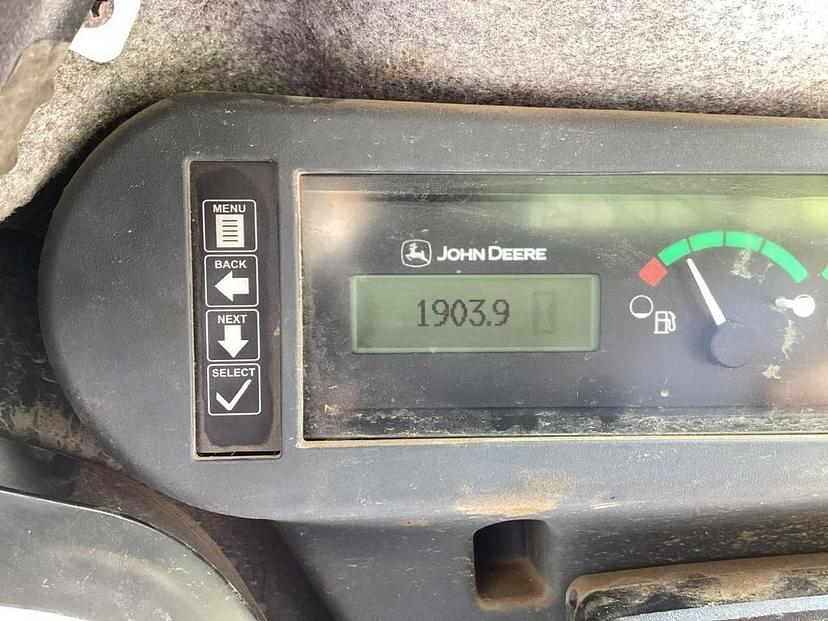 MENU
BACK
NEXT
SELECT
JOHN DEERE
1903.9